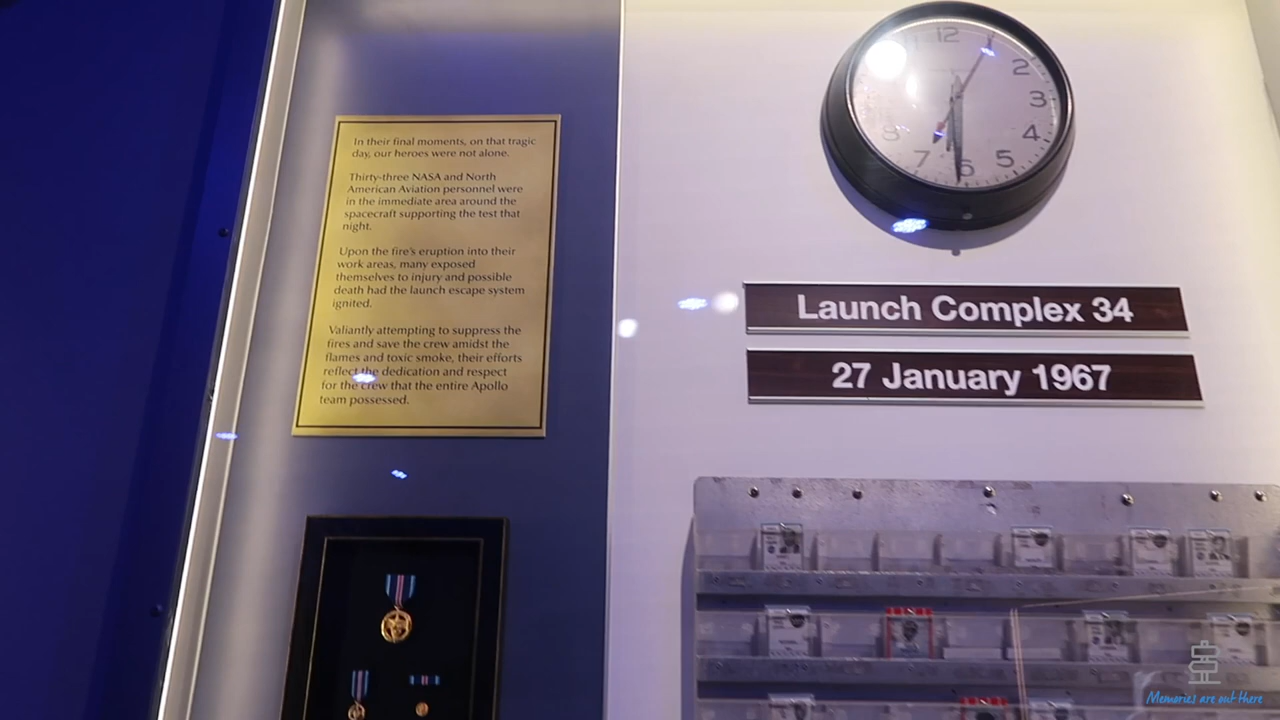 In their final moments, on that tragic
day, our heroes were not alone.
Thirty-three NASA and North
American Aviation personnel were
in the immediate area around the
spacecraft supporting the test that
night.
Upon the fire's eruption into their
work areas, many exposed
themselves to injury and possible
death had the launch escape system
ignited.
Valiantly attempting to suppress the
fires and save the crew amidst the
flames and toxic smoke, their efforts
reflect the dedication and respect
for the crew that the entire Apollo
team possessed.
12
2
3
4
5
6
7
8
Launch Complex 34
27 January 1967
Memories are out there